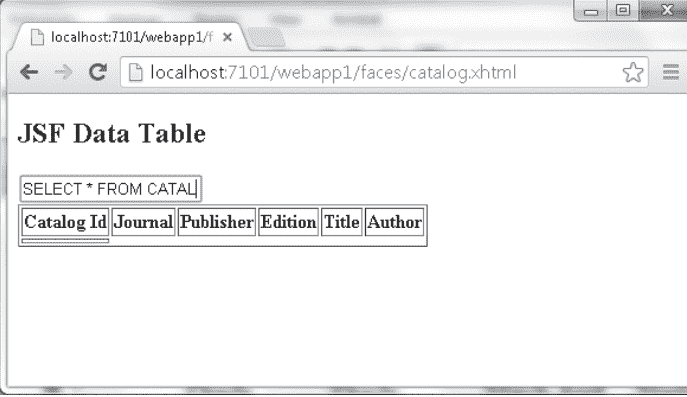 localhost:7101/webapp1/f
localhost:7101/webapp1/faces/catalog.xhtml
JSF Data Table
SELECT * FROM CATAL
Catalog Id Journal Publisher Edition Title Author